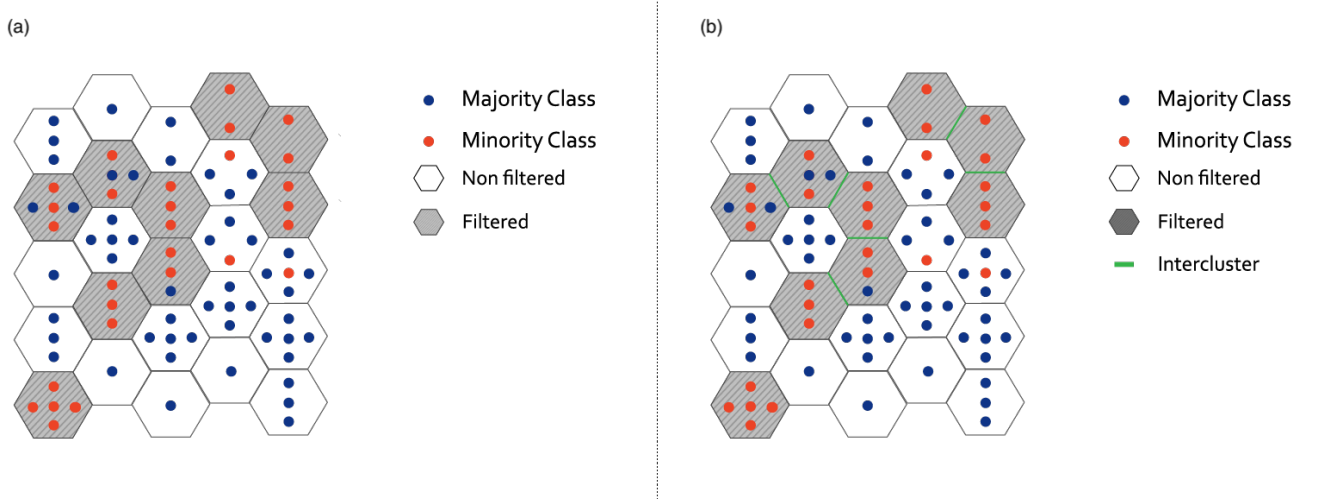 (a)
Majority Class
Minority Class
Non filtered
Filtered
(b)
Majority Class
Minority Class
Non filtered
Filtered
Intercluster